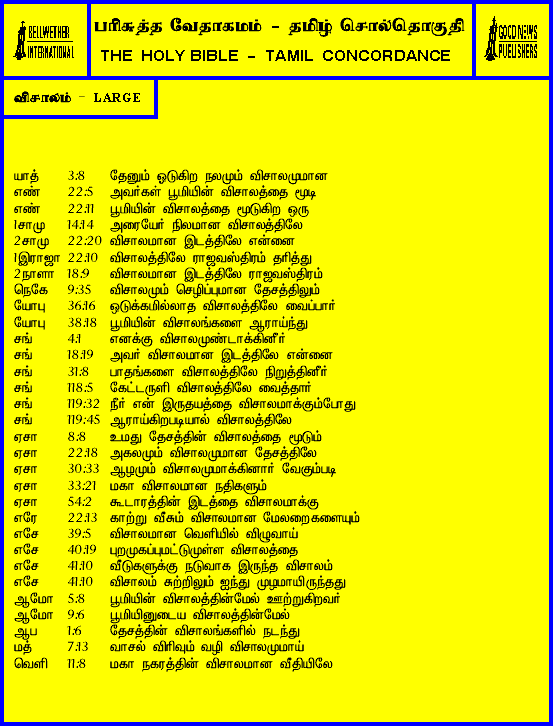 BELLWETHER INTERNATIONAL
பரிசுத்த வேதாகமம் - தமிழ் சொல்தொகுதி
THE HOLY BIBLE - TAMIL CONCORDANCE
GOOD NEWS PUBLISHERS
விசாலம் - LARGE
யாத் 3:8 தேனும் ஓடுகிற நலமும் விசாலமுமான
எண் 22:5 அவர்கள் பூமியின் விசாலத்தை மூடி
எண் 22:11 பூமியின் விசாலத்தை மூடுகிற ஒரு
1சாமு 14:14 அரையேர் நிலமான விசாலத்திலே
2சாமு 22:20 விசாலமான இடத்திலே என்னை
1இராஜா 22:10 விசாலத்திலே ராஜவஸ்திரம் தரித்து
2நாளா 18:9 விசாலமான இடத்திலே ராஜவஸ்திரம்
நெகே 9:35 விசாலமும் செழிப்புமான தேசத்திலும்
யோபு 36:16 ஒடுக்கமில்லாத விசாலத்திலே வைப்பார்
யோபு 38:18 பூமியின் விசாலங்களை ஆராய்ந்து
சங் 4:1 எனக்கு விசாலமுண்டாக்கினீர்
சங் 18:19 அவர் விசாலமான இடத்திலே என்னை
சங் 31:8 பாதங்களை விசாலத்திலே நிறுத்தினீர்
சங் 118:5 கேட்டருளி விசாலத்திலே வைத்தார்
சங் 119:32 நீர் என் இருதயத்தை விசாலமாக்கும்போது
சங் 119:45 ஆராய்கிறபடியால் விசாலத்திலே
ஏசா 8:8 உமது தேசத்தின் விசாலத்தை மூடும்
ஏசா 22:18 அகலமும் விசாலமுமான தேசத்திலே
ஏசா 30:33 ஆழமும் விசாலமுமாக்கினார் வேகும்படி
ஏசா 33:21 மகா விசாலமான நதிகளும்
ஏசா 54:2 கூடாரத்தின் இடத்தை விசாலமாக்கு
எரே 22:13 காற்று வீசும் விசாலமான மேலறைகளையும்
எசே 39:5 விசாலமான வெளியில் விழுவாய்
எசே 40:19 புறமுகப்புமட்டுமுள்ள விசாலத்தை
எசே 41:10 வீடுகளுக்கு நடுவாக இருந்த விசாலம்
எசே 41:10 விசாலம் சுற்றிலும் ஐந்து முழமாயிருந்தது
ஆமோ 5:8 பூமியின் விசாலத்தின்மேல் ஊற்றுகிறவர்
ஆமோ 9:6 பூமியினுடைய விசாலத்தின்மேல்
ஆப 1:6 தேசத்தின் விசாலங்களில் நடந்து
மத் 7:13 வாசல் விரிவும் வழி விசாலமுமாய்
வெளி 11:8 மகா நகரத்தின் விசாலமான வீதியிலே